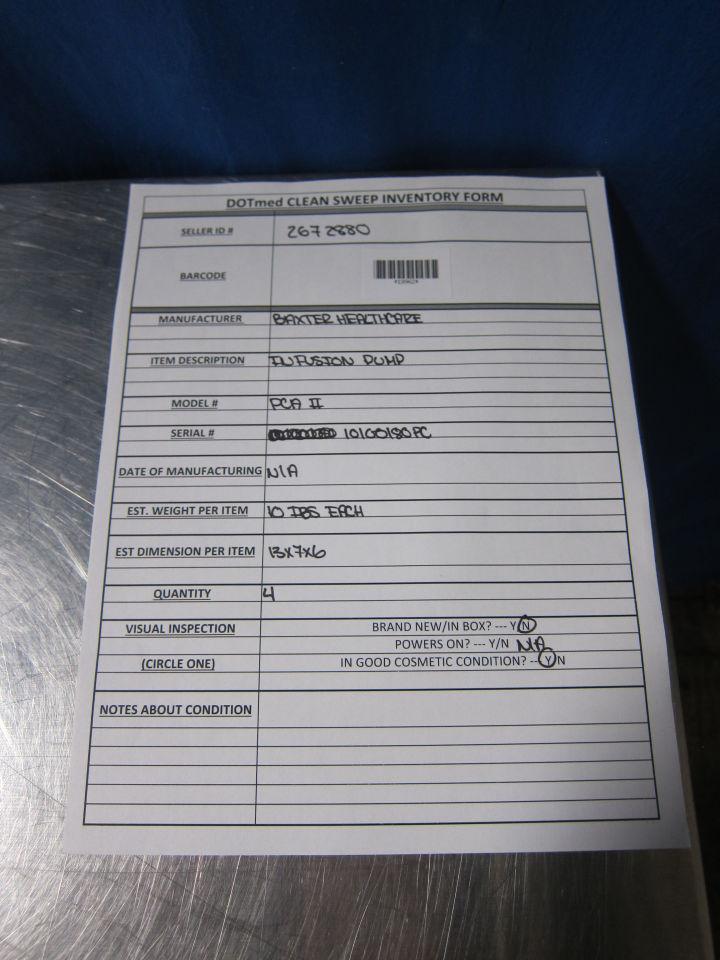 DOTmed CLEAN SWEEP INVENTORY FORM
SELLER ID # 2672880
BARCODE
MANUFACTURER BAXTER HEALTHCARE
ITEM DESCRIPTION INFUSION PUMP
MODEL # PCA II
SERIAL # 10100180PC
DATE OF MANUFACTURING N/A
EST. WEIGHT PER ITEM 10 LBS EACH
EST DIMENSION PER ITEM 13x7x6
QUANTITY 4
VISUAL INSPECTION BRAND NEW/IN BOX? --- Y/N
POWERS ON? --- Y/N N/A
(CIRCLE ONE) IN GOOD COSMETIC CONDITION? -- Y/N
NOTES ABOUT CONDITION